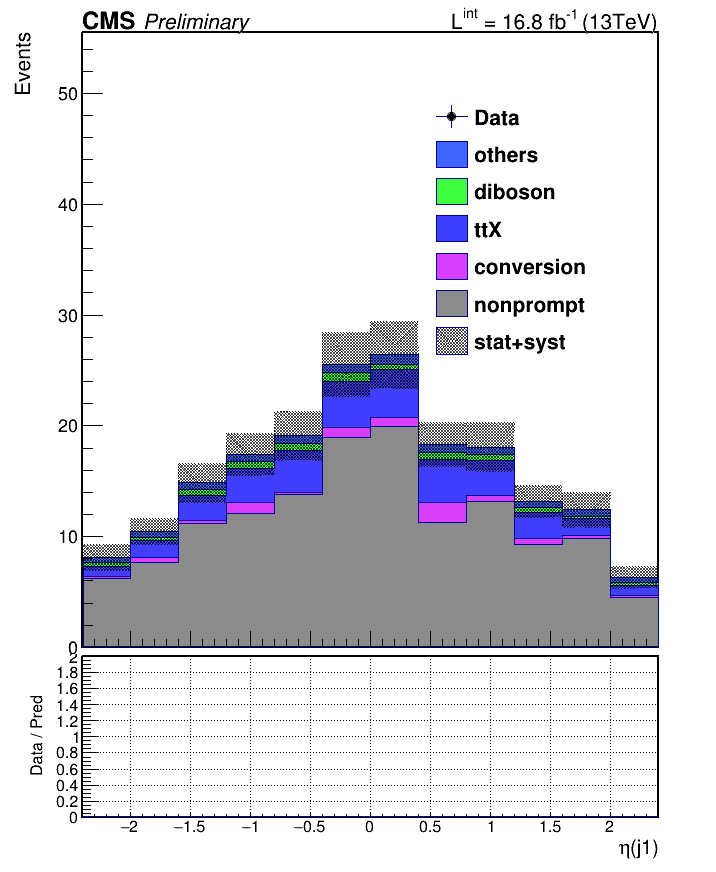 CMS Preliminary L^int = 16.8 fb^-1 (13TeV)
Events
50
40
30
20
10
0
Data
others
diboson
ttX
conversion
nonprompt
stat+syst
Data / Pred
2
1.8
1.6
1.4
1.2
1
0.8
0.6
0.4
0.2
0
−2 −1.5 −1 −0.5 0 0.5 1 1.5 2
η(j1)